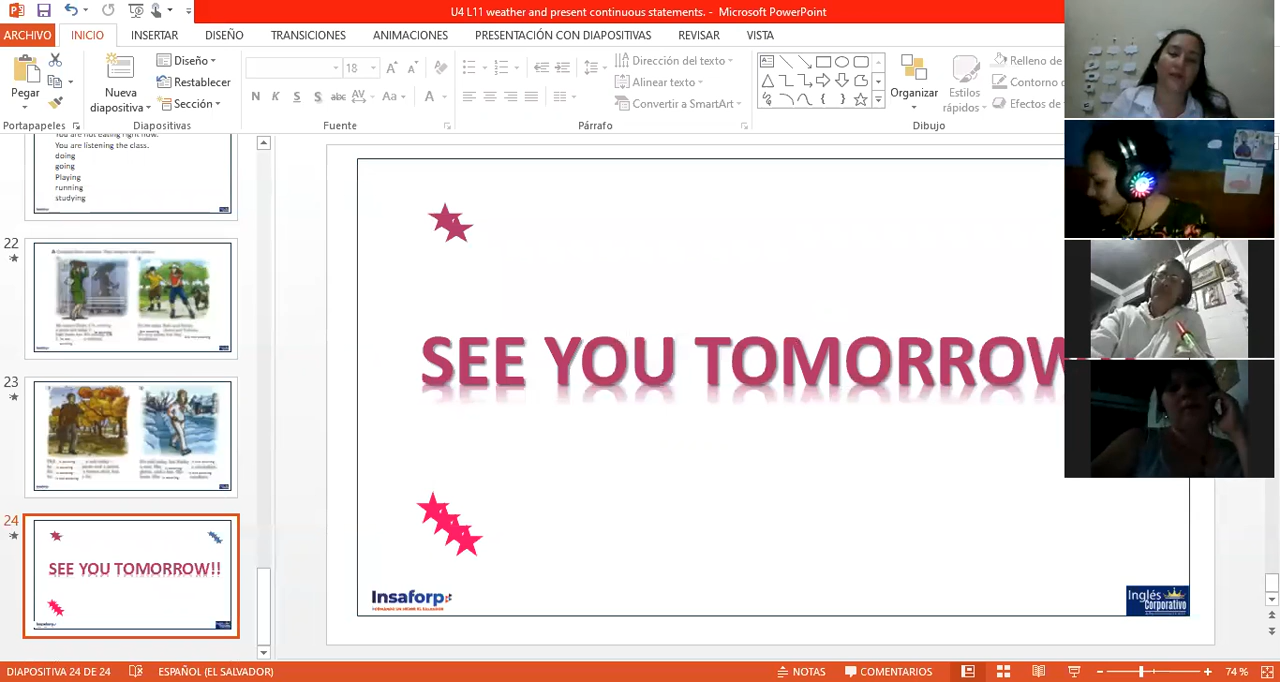 U4 L11 weather and present continuous statements. - Microsoft PowerPoint
ARCHIVO INICIO INSERTAR DISEÑO TRANSICIONES ANIMACIONES PRESENTACIÓN CON DIAPOSITIVAS REVISAR VISTA
Pegar
Nueva diapositiva
Diseño
Restablecer
Sección
18
N K S S abc AV Aa A
Dirección del texto
Alinear texto
Convertir a SmartArt
Organizar
Estilos rápidos
Relleno de
Contorno
Efectos de
Portapapeles Diapositivas Fuente Párrafo Dibujo
You are not eating right now.
You are listening the class.
doing
going
Playing
running
studying
22
23
24
SEE YOU TOMORROW!!
SEE YOU TOMORROW
Insaforp
Inglés
Corporativo
DIAPOSITIVA 24 DE 24 ESPAÑOL (EL SALVADOR) NOTAS COMENTARIOS 74 %